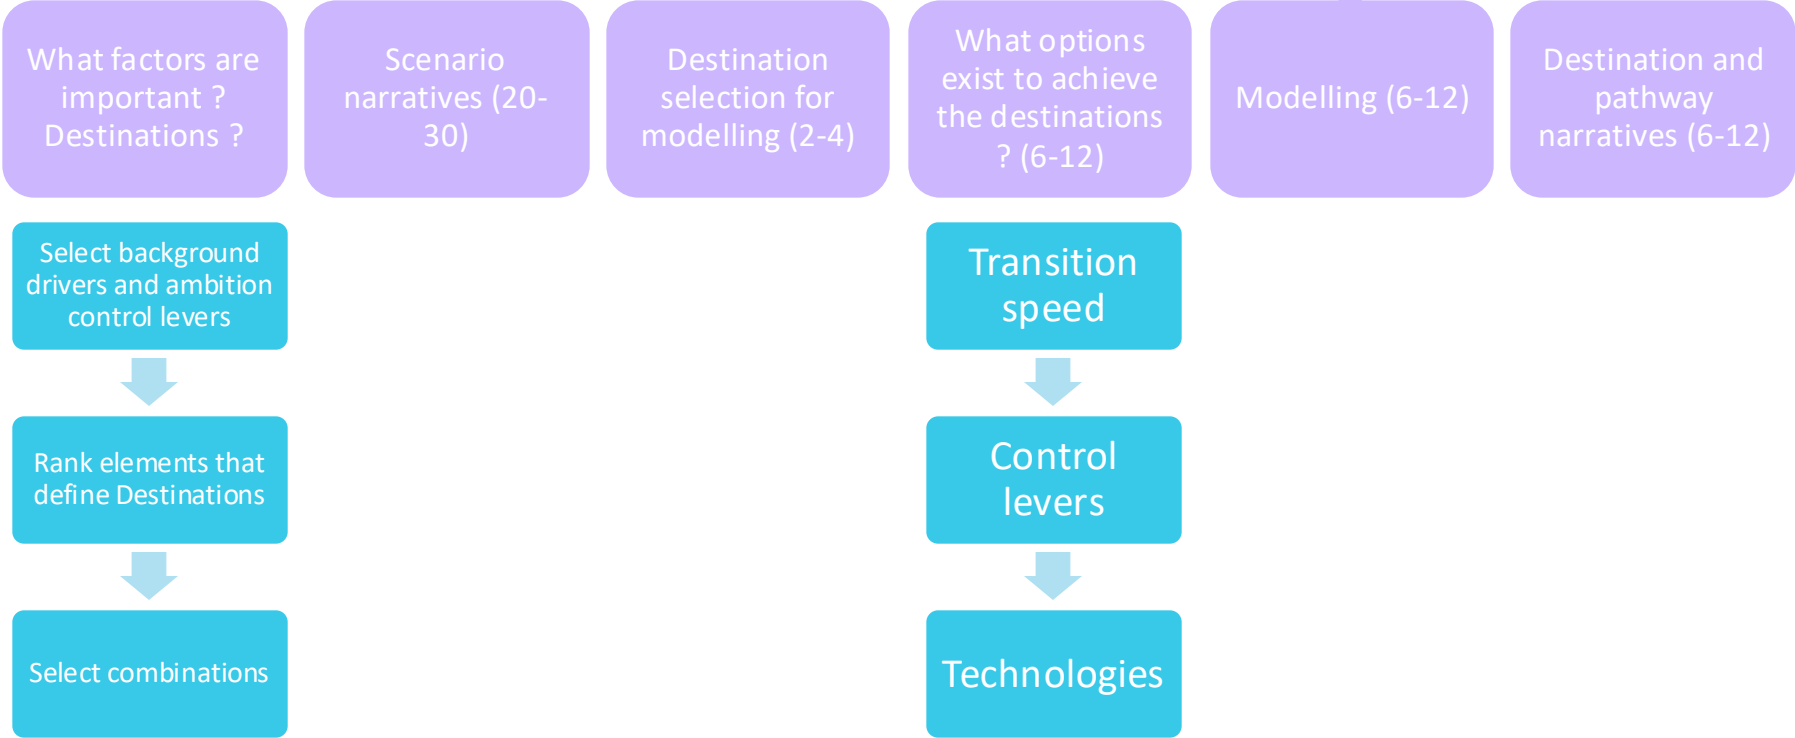 What factors are
important ?
Destinations ?
Scenario
narratives (20-
30)
Destination
selection for
modelling (2-4)
What options
exist to achieve
the destinations
? (6-12)
Modelling (6-12)
Destination and
pathway
narratives (6-12)
Select background
drivers and ambition
control levers
Rank elements that
define Destinations
Select combinations
Transition
speed
Control
levers
Technologies